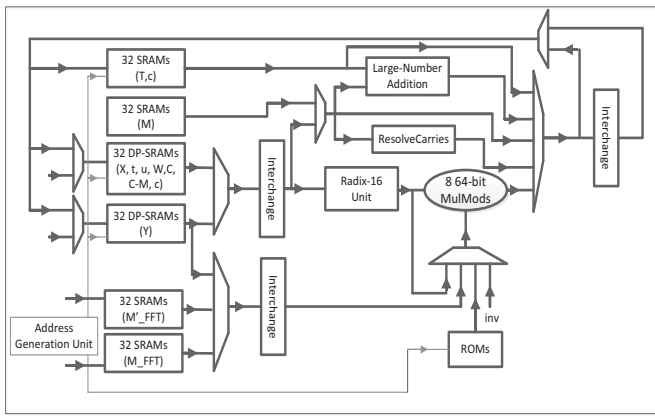 32 SRAMs
(T,c)
32 SRAMs
(M)
32 DP-SRAMs
(X, t, u, W,C,
C-M, c)
32 DP-SRAMs
(Y)
32 SRAMs
(M'_FFT)
32 SRAMs
(M_FFT)
Address
Generation Unit
Interchange
Interchange
Radix-16
Unit
Large-Number
Addition
ResolveCarries
8 64-bit
MulMods
inv
ROMs
Interchange